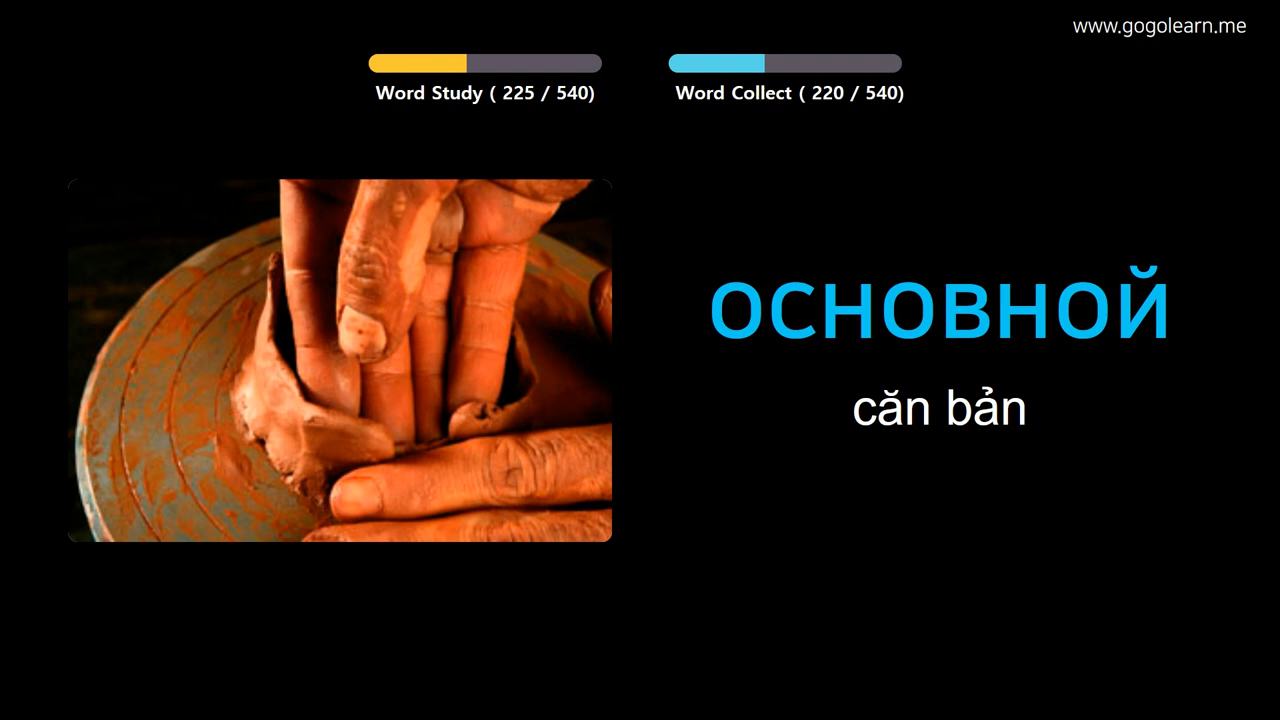 www.gogolearn.me
Word Study ( 225 / 540)
Word Collect ( 220 / 540)
основной
căn bản